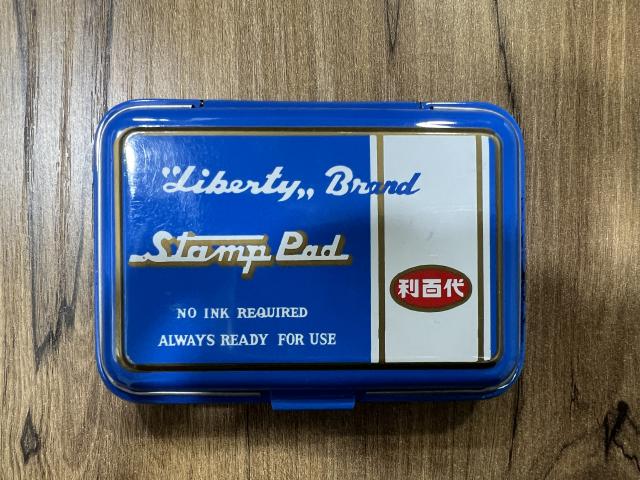 "Liberty„ Brand
Stamp Pad
利百代
NO INK REQUIRED
ALWAYS READY FOR USE